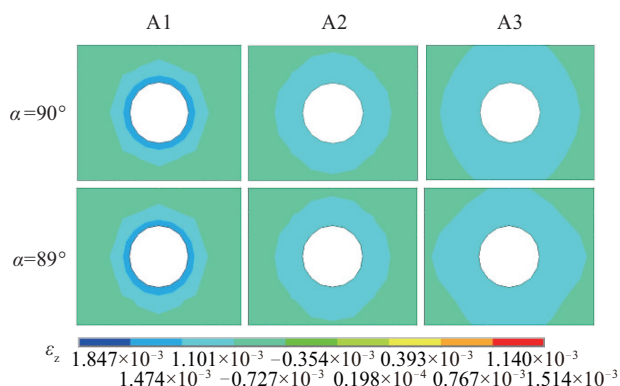 A1 A2 A3
α=90°
α=89°
ε_z 1.847×10⁻³ 1.101×10⁻³ −0.354×10⁻³ 0.393×10⁻³ 1.140×10⁻³
1.474×10⁻³ −0.727×10⁻³ 0.198×10⁻⁴ 0.767×10⁻³ 1.514×10⁻³